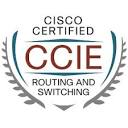 CISCO
CERTIFIED
CCIE
ROUTING AND
SWITCHING